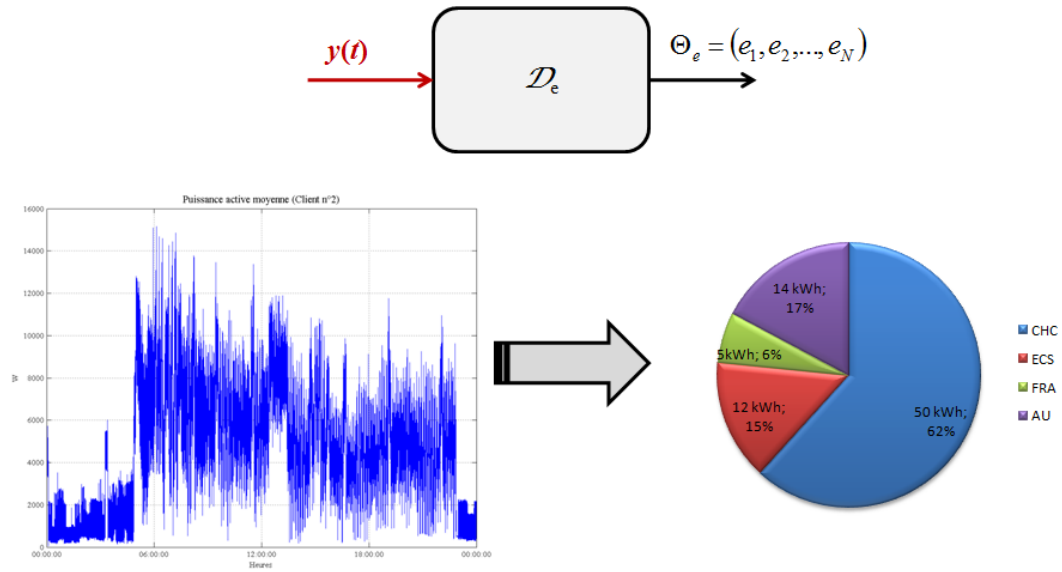 y(t)
Θe = (e1, e2, ..., eN)
De
Puissance active moyenne (Client n°2)
16000
14000
12000
10000
8000
6000
4000
2000
0
W
00:00:00 06:00:00 12:00:00 18:00:00 00:00:00
Heures
14 kWh;
17%
5kWh; 6%
12 kWh;
15%
50 kWh;
62%
CHC
ECS
FRA
AU